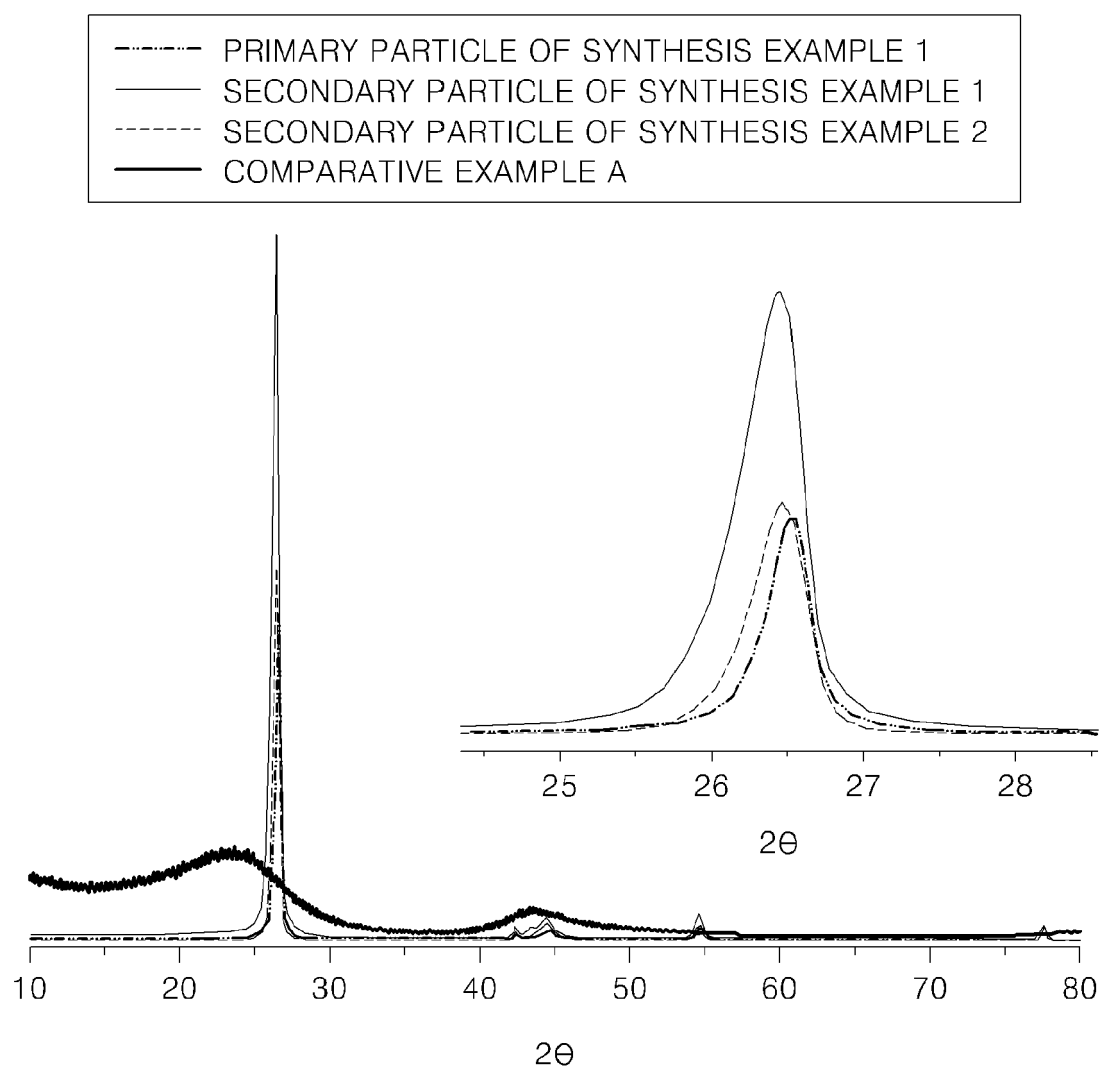 PRIMARY PARTICLE OF SYNTHESIS EXAMPLE 1
SECONDARY PARTICLE OF SYNTHESIS EXAMPLE 1
SECONDARY PARTICLE OF SYNTHESIS EXAMPLE 2
COMPARATIVE EXAMPLE A
25 26 27 28
2θ
10 20 30 40 50 60 70 80
2θ